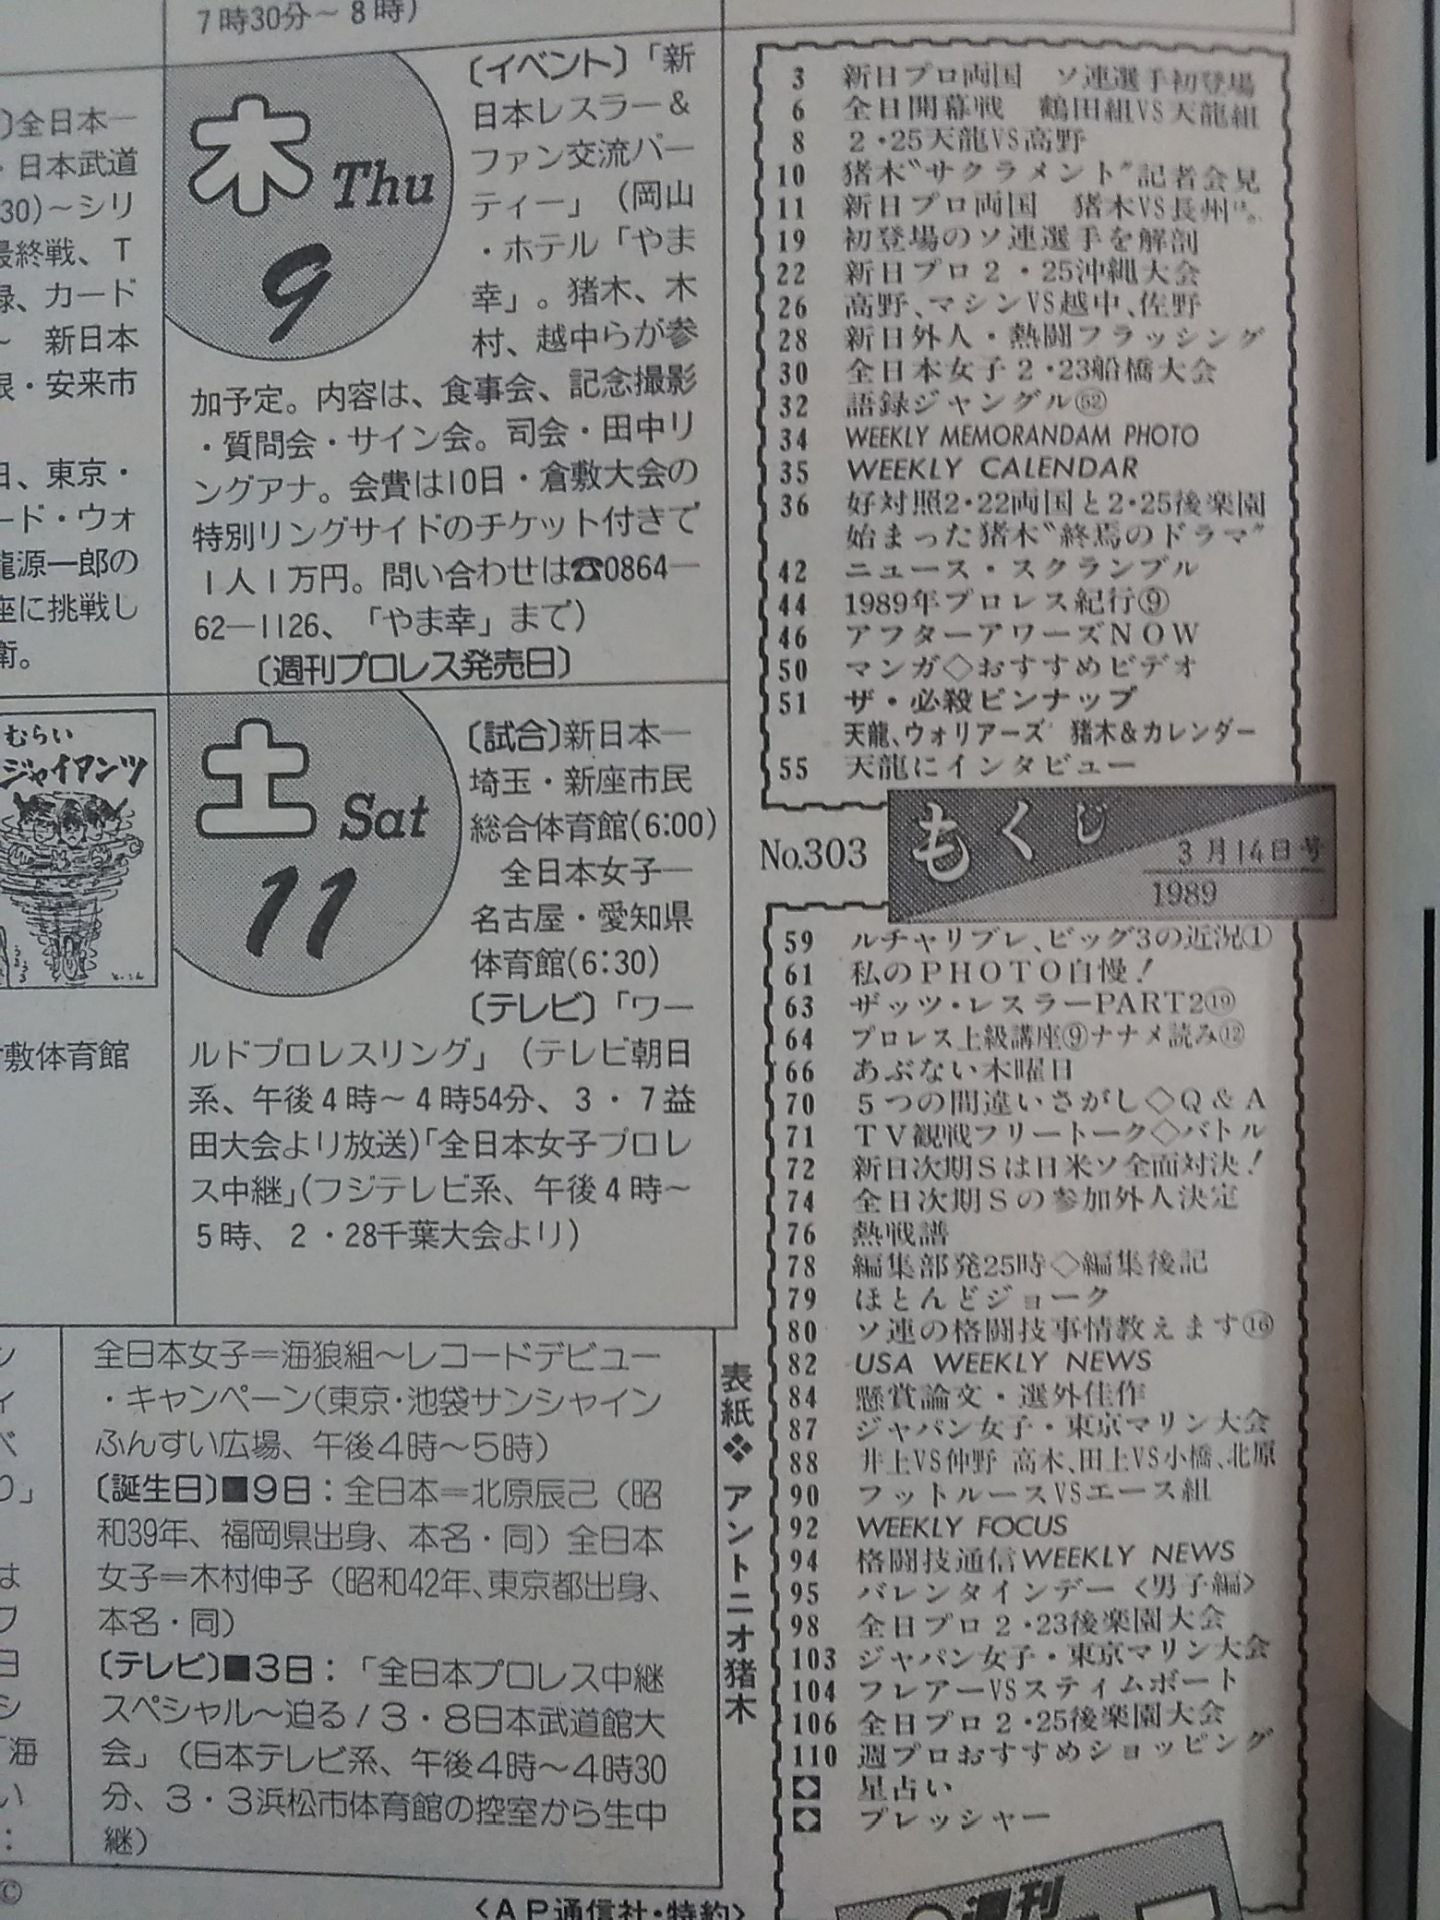 7時30分〜8時)
)全日本―
・日本武道
30)〜シリ
最終戦、T
録、カード
〜 新日本
根・安来市
日、東京・
ード・ウォ
龍源一郎の
座に挑戦し
衛。
木 Thu 9
〔イベント〕「新
日本レスラー&
ファン交流パー
ティー」(岡山
・ホテル「やま
幸」。猪木、木
村、越中らが参
加予定。内容は、食事会、記念撮影
・質問会・サイン会。司会・田中リ
ングアナ。会費は10日・倉敷大会の
特別リングサイドのチケット付きで
1人1万円。問い合わせは☎0864―
62―1126、「やま幸」まで)
〔週刊プロレス発売日〕
むらい
ジャイアンツ
倉敷体育館
土 Sat 11
〔試合〕新日本―
埼玉・新座市民
総合体育館(6:00)
全日本女子―
名古屋・愛知県
体育館(6:30)
〔テレビ〕「ワー
ルドプロレスリング」(テレビ朝日
系、午後4時〜4時54分、3・7益
田大会より放送)「全日本女子プロレ
ス中継」(フジテレビ系、午後4時〜
5時、2・28千葉大会より)
全日本女子=海狼組〜レコードデビュー
・キャンペーン(東京・池袋サンシャイン
ふんすい広場、午後4時〜5時)
〔誕生日〕■9日:全日本=北原辰己(昭
和39年、福岡県出身、本名・同)全日本
女子=木村伸子(昭和42年、東京都出身、
本名・同)
〔テレビ〕■3日:「全日本プロレス中継
スペシャル〜迫る!3・8日本武道館大
会」(日本テレビ系、午後4時〜4時30
分、3・3浜松市体育館の控室から生中
継)
表紙❖アントニオ猪木
<AP通信社・特約>
3 新日プロ両国 ソ連選手初登場
6 全日開幕戦 鶴田組VS天龍組
8 2・25天龍VS高野
10 猪木“サクラメント”記者会見
11 新日プロ両国 猪木VS長州ほか
19 初登場のソ連選手を解剖
22 新日プロ2・25沖縄大会
26 高野、マシンVS越中、佐野
28 新日外人・熱闘フラッシング
30 全日本女子2・23船橋大会
32 語録ジャングル㊾
34 WEEKLY MEMORANDAM PHOTO
35 WEEKLY CALENDAR
36 好対照2・22両国と2・25後楽園
始まった猪木“終焉のドラマ”
42 ニュース・スクランブル
44 1989年プロレス紀行⑨
46 アフターアワーズNOW
50 マンガ◇おすすめビデオ
51 ザ・必殺ピンナップ
天龍、ウォリアーズ 猪木&カレンダー
55 天龍にインタビュー
No.303
もくじ
3月14日号
1989
59 ルチャリブレ、ビッグ3の近況①
61 私のPHOTO自慢!
63 ザッツ・レスラーPART2⑲
64 プロレス上級講座⑨ナナメ読み⑫
66 あぶない木曜日
70 5つの間違いさがし◇Q&A
71 TV観戦フリートーク◇バトル
72 新日次期Sは日米ソ全面対決!
74 全日次期Sの参加外人決定
76 熱戦譜
78 編集部発25時◇編集後記
79 ほとんどジョーク
80 ソ連の格闘技事情教えます⑯
82 USA WEEKLY NEWS
84 懸賞論文・選外佳作
87 ジャパン女子・東京マリン大会
88 井上VS仲野 高木、田上VS小橋、北原
90 フットルースVSエース組
92 WEEKLY FOCUS
94 格闘技通信WEEKLY NEWS
95 バレンタインデー〈男子編〉
98 全日プロ2・23後楽園大会
103 ジャパン女子・東京マリン大会
104 フレアーVSスティムボート
106 全日プロ2・25後楽園大会
110 週プロおすすめショッピング
◆ 星占い
◆ プレッシャー
週刊